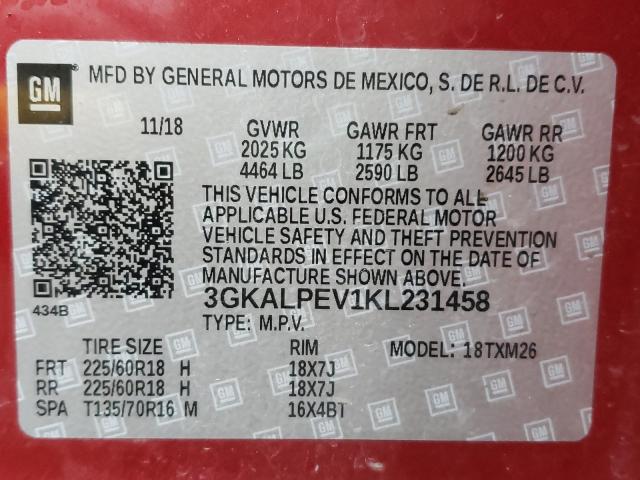 GM
MFD BY GENERAL MOTORS DE MEXICO, S. DE R.L. DE C.V.
11/18 GVWR GAWR FRT GAWR RR
2025 KG 1175 KG 1200 KG
4464 LB 2590 LB 2645 LB
THIS VEHICLE CONFORMS TO ALL
APPLICABLE U.S. FEDERAL MOTOR
VEHICLE SAFETY AND THEFT PREVENTION
STANDARDS IN EFFECT ON THE DATE OF
MANUFACTURE SHOWN ABOVE.
434B
3GKALPEV1KL231458
TYPE: M.P.V.
TIRE SIZE RIM MODEL: 18TXM26
FRT 225/60R18 H 18X7J
RR 225/60R18 H 18X7J
SPA T135/70R16 M 16X4BT